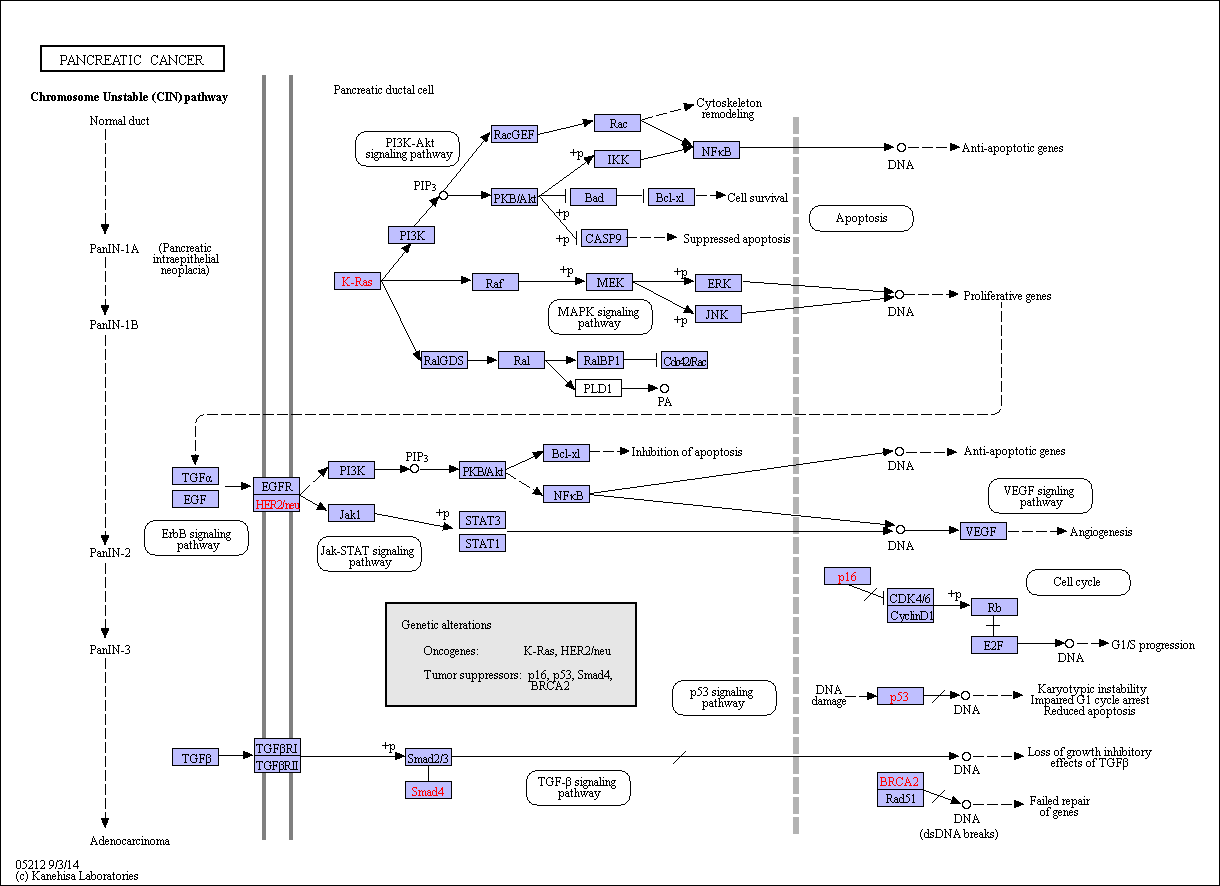 PANCREATIC CANCER
Chromosome Unstable (CIN) pathway
Normal duct
PanIN-1A
(Pancreatic
intraepithelial
neoplacia)
PanIN-1B
PanIN-2
PanIN-3
Adenocarcinoma
Pancreatic ductal cell
PI3K-Akt
signaling pathway
RacGEF
Rac
Cytoskeleton
remodeling
+p
IKK
NFκB
DNA
Anti-apoptotic genes
PIP3
PKB/Akt
Bad
Bcl-xl
Cell survival
+p
+p
CASP9
Suppressed apoptosis
Apoptosis
PI3K
K-Ras
Raf
+p
MEK
+p
ERK
DNA
Proliferative genes
+p
JNK
MAPK signaling
pathway
RalGDS
Ral
RalBP1
Cdc42/Rac
PLD1
PA
TGFα
EGF
EGFR
HER2/neu
ErbB signaling
pathway
PI3K
PIP3
PKB/Akt
Bcl-xl
Inhibition of apoptosis
NFκB
DNA
Anti-apoptotic genes
Jak1
+p
STAT3
STAT1
DNA
VEGF
Angiogenesis
VEGF signling
pathway
Jak-STAT signaling
pathway
p16
CDK4/6
CyclinD1
+p
Rb
E2F
DNA
G1/S progression
Cell cycle
Genetic alterations
Oncogenes: K-Ras, HER2/neu
Tumor suppressors: p16, p53, Smad4,
BRCA2
p53 signaling
pathway
DNA
damage
p53
DNA
Karyotypic instability
Impaired G1 cycle arrest
Reduced apoptosis
TGFβ
TGFβRI
TGFβRII
+p
Smad2/3
Smad4
TGF-β signaling
pathway
DNA
Loss of growth inhibitory
effects of TGFβ
BRCA2
Rad51
DNA
(dsDNA breaks)
Failed repair
of genes
05212 9/3/14
(c) Kanehisa Laboratories